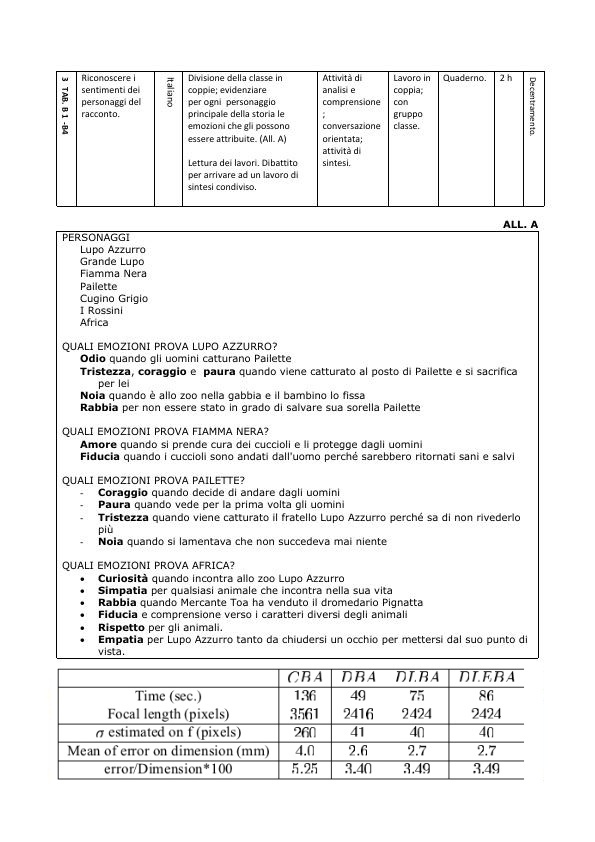 3 TAB. B 1 -B4
Riconoscere i
sentimenti dei
personaggi del
racconto.
Italiano
Divisione della classe in
coppie; evidenziare
per ogni personaggio
principale della storia le
emozioni che gli possono
essere attribuite. (All. A)
Lettura dei lavori. Dibattito
per arrivare ad un lavoro di
sintesi condiviso.
Attività di
analisi e
comprensione
;
conversazione
orientata;
attività di
sintesi.
Lavoro in
coppia;
con
gruppo
classe.
Quaderno.
2 h
Decentramento.
ALL. A
PERSONAGGI
Lupo Azzurro
Grande Lupo
Fiamma Nera
Pailette
Cugino Grigio
I Rossini
Africa
QUALI EMOZIONI PROVA LUPO AZZURRO?
Odio quando gli uomini catturano Pailette
Tristezza, coraggio e paura quando viene catturato al posto di Pailette e si sacrifica
per lei
Noia quando è allo zoo nella gabbia e il bambino lo fissa
Rabbia per non essere stato in grado di salvare sua sorella Pailette
QUALI EMOZIONI PROVA FIAMMA NERA?
Amore quando si prende cura dei cuccioli e li protegge dagli uomini
Fiducia quando i cuccioli sono andati dall'uomo perché sarebbero ritornati sani e salvi
QUALI EMOZIONI PROVA PAILETTE?
- Coraggio quando decide di andare dagli uomini
- Paura quando vede per la prima volta gli uomini
- Tristezza quando viene catturato il fratello Lupo Azzurro perché sa di non rivederlo
più
- Noia quando si lamentava che non succedeva mai niente
QUALI EMOZIONI PROVA AFRICA?
• Curiosità quando incontra allo zoo Lupo Azzurro
• Simpatia per qualsiasi animale che incontra nella sua vita
• Rabbia quando Mercante Toa ha venduto il dromedario Pignatta
• Fiducia e comprensione verso i caratteri diversi degli animali
• Rispetto per gli animali.
• Empatia per Lupo Azzurro tanto da chiudersi un occhio per mettersi dal suo punto di
vista.
CBA DBA DLBA DLEBA
Time (sec.) 136 49 75 86
Focal length (pixels) 3561 2416 2424 2424
σ estimated on f (pixels) 260 41 40 40
Mean of error on dimension (mm) 4.0 2.6 2.7 2.7
error/Dimension*100 5.25 3.40 3.49 3.49